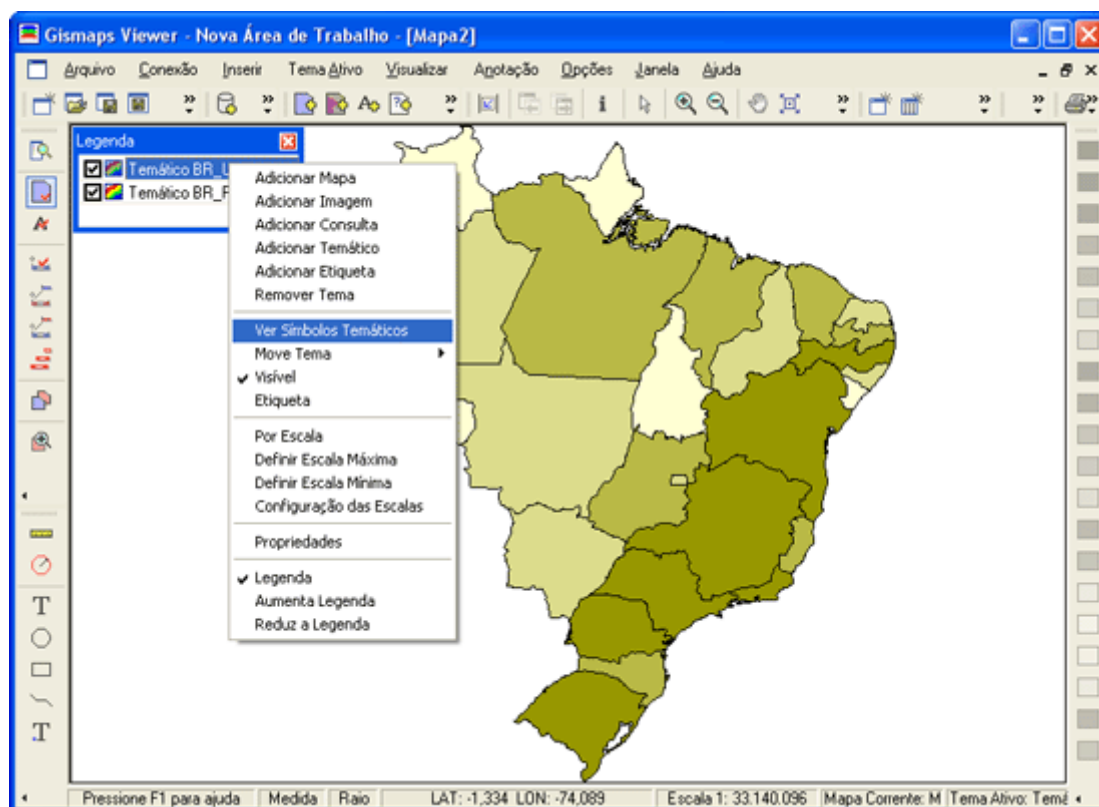 Gismaps Viewer - Nova Área de Trabalho - [Mapa2]
Arquivo Conexão Inserir Tema Ativo Visualizar Anotação Opções Janela Ajuda
Legenda
Temático BR_U
Temático BR_
Adicionar Mapa
Adicionar Imagem
Adicionar Consulta
Adicionar Temático
Adicionar Etiqueta
Remover Tema
Ver Símbolos Temáticos
Move Tema
Visível
Etiqueta
Por Escala
Definir Escala Máxima
Definir Escala Mínima
Configuração das Escalas
Propriedades
Legenda
Aumenta Legenda
Reduz a Legenda
Pressione F1 para ajuda Medida Raio LAT: -1,334 LON: -74,089 Escala 1: 33.140.096 Mapa Corrente: M Tema Ativo: Temá